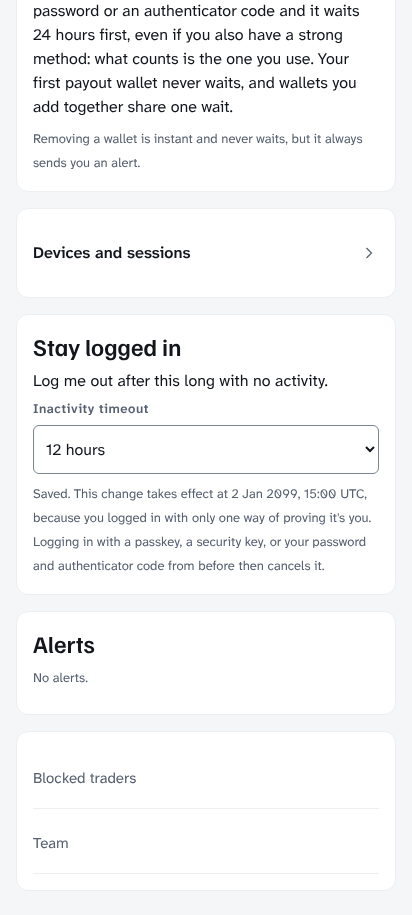 password or an authenticator code and it waits
24 hours first, even if you also have a strong
method: what counts is the one you use. Your
first payout wallet never waits, and wallets you
add together share one wait.
Removing a wallet is instant and never waits, but it always
sends you an alert.
Devices and sessions
Stay logged in
Log me out after this long with no activity.
Inactivity timeout
12 hours
Saved. This change takes effect at 2 Jan 2099, 15:00 UTC,
because you logged in with only one way of proving it's you.
Logging in with a passkey, a security key, or your password
and authenticator code from before then cancels it.
Alerts
No alerts.
Blocked traders
Team